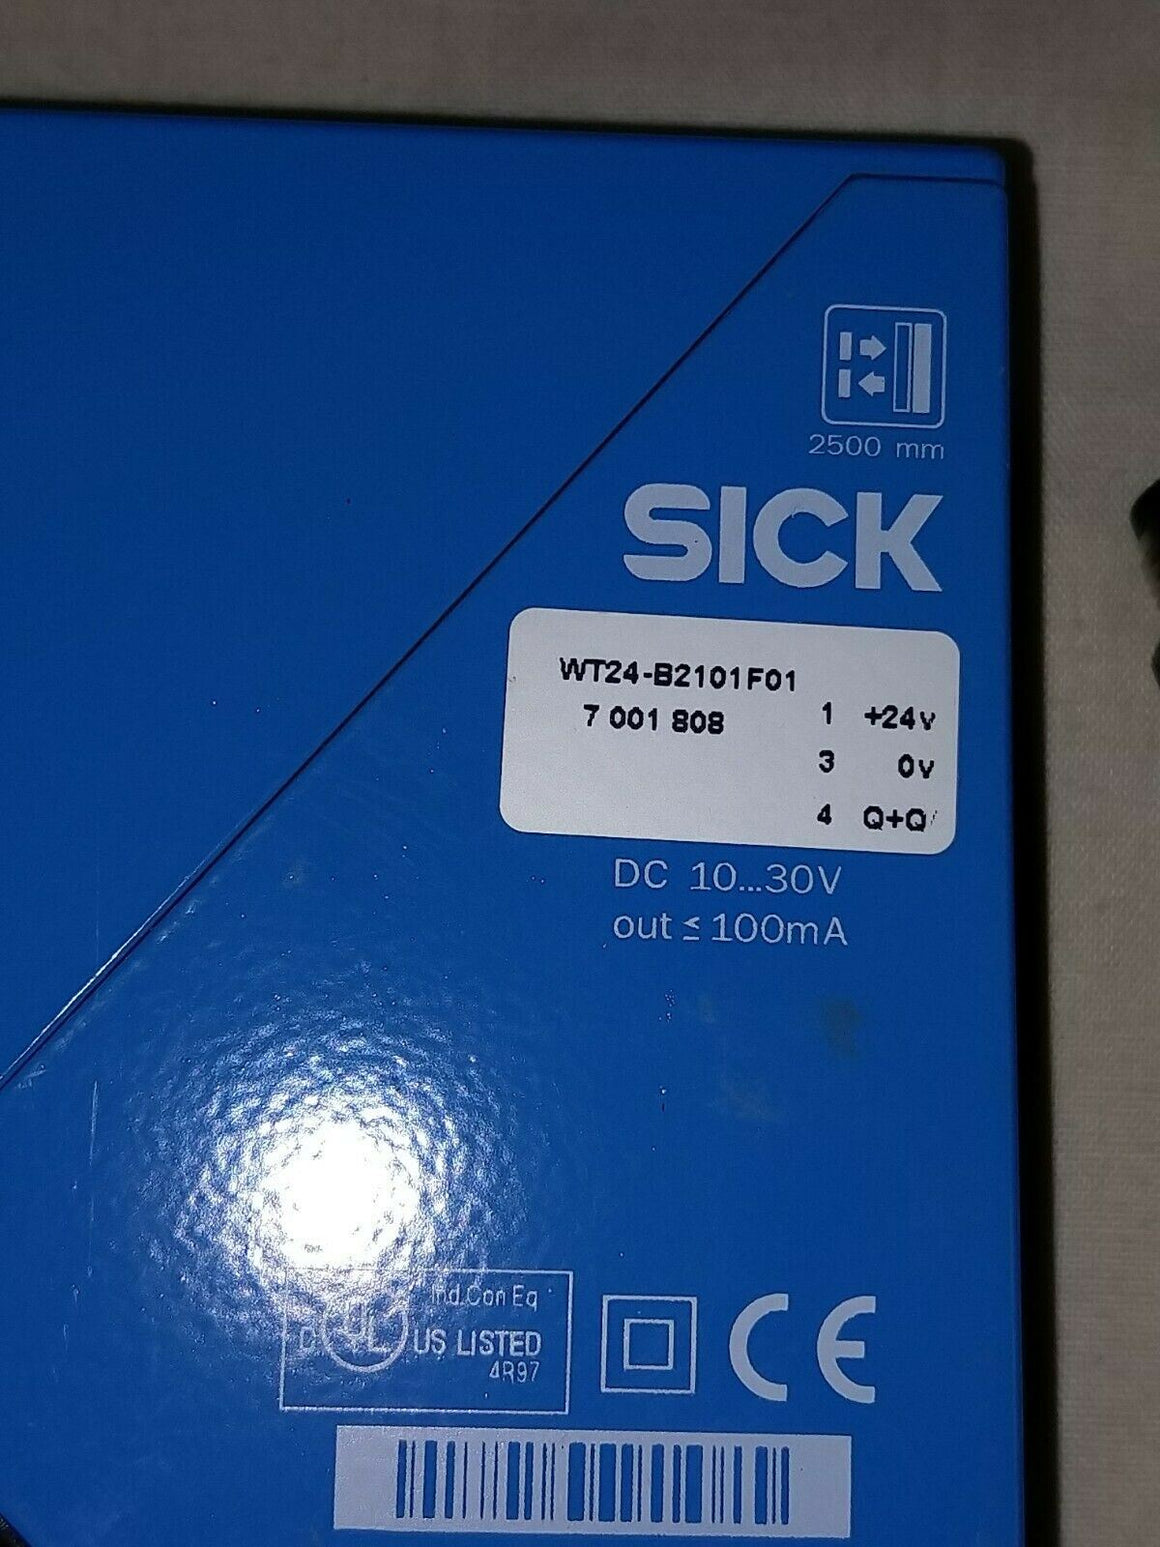 2500 mm
SICK
WT24-B2101F01
7 001 808
1 +24v
3 0v
4 Q+Q
DC 10...30V
out ≤ 100mA
Ind.Con Eq
UL US LISTED
4R97
CE